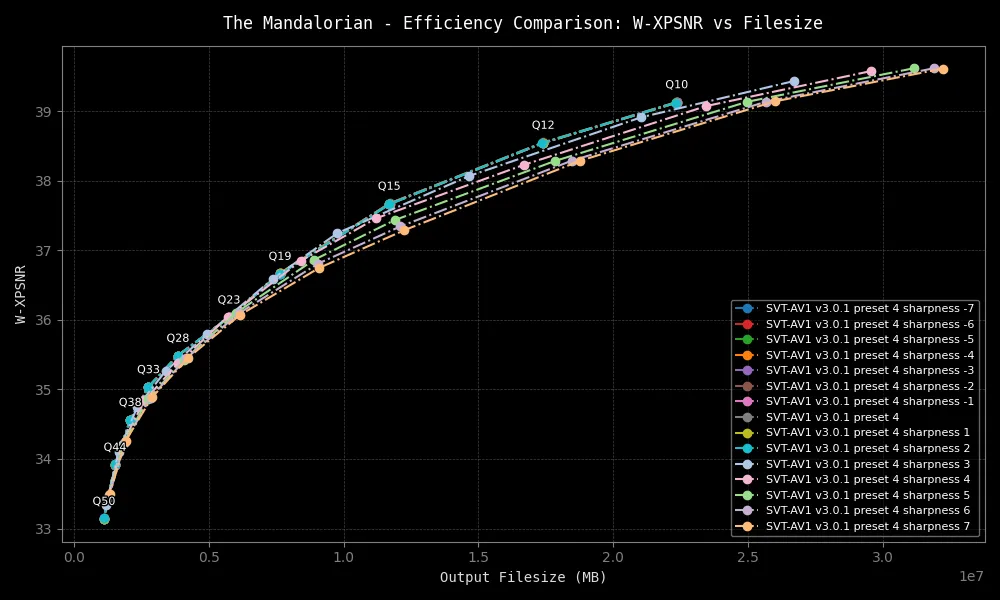 The Mandalorian - Efficiency Comparison: W-XPSNR vs Filesize
W-XPSNR
39
38
37
36
35
34
33
Q10
Q12
Q15
Q19
Q23
Q28
Q33
Q38
Q44
Q50
SVT-AV1 v3.0.1 preset 4 sharpness -7
SVT-AV1 v3.0.1 preset 4 sharpness -6
SVT-AV1 v3.0.1 preset 4 sharpness -5
SVT-AV1 v3.0.1 preset 4 sharpness -4
SVT-AV1 v3.0.1 preset 4 sharpness -3
SVT-AV1 v3.0.1 preset 4 sharpness -2
SVT-AV1 v3.0.1 preset 4 sharpness -1
SVT-AV1 v3.0.1 preset 4
SVT-AV1 v3.0.1 preset 4 sharpness 1
SVT-AV1 v3.0.1 preset 4 sharpness 2
SVT-AV1 v3.0.1 preset 4 sharpness 3
SVT-AV1 v3.0.1 preset 4 sharpness 4
SVT-AV1 v3.0.1 preset 4 sharpness 5
SVT-AV1 v3.0.1 preset 4 sharpness 6
SVT-AV1 v3.0.1 preset 4 sharpness 7
0.0 0.5 1.0 1.5 2.0 2.5 3.0
1e7
Output Filesize (MB)